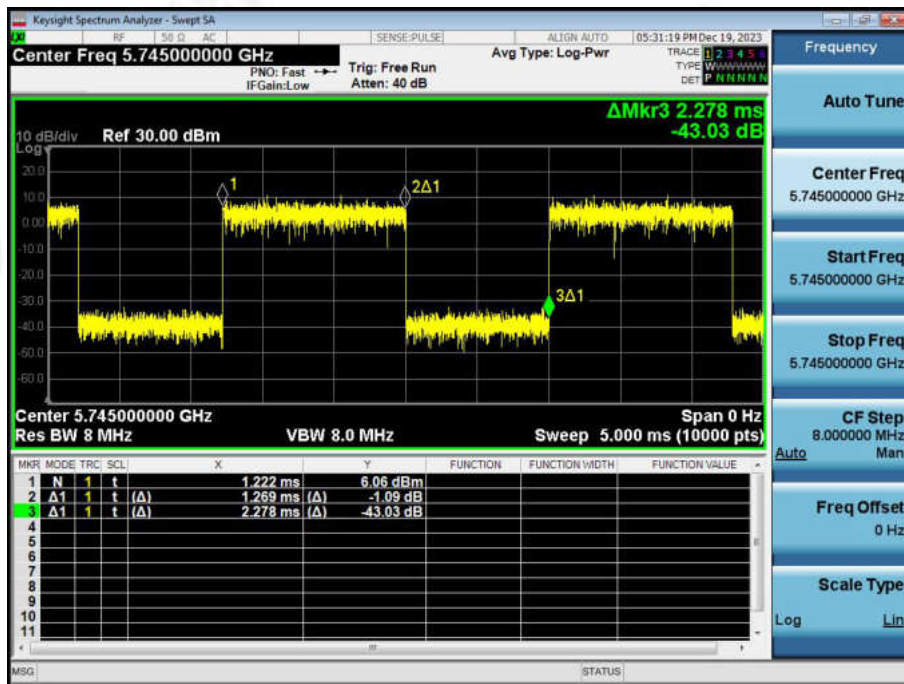 Keysight Spectrum Analyzer - Swept SA
LXI RF 50 Ω AC SENSE:PULSE ALIGN AUTO 05:31:19 PM Dec 19, 2023
Center Freq 5.745000000 GHz Avg Type: Log-Pwr TRACE 1 2 3 4 5 6
PNO: Fast Trig: Free Run TYPE W W W W W W
IFGain:Low Atten: 40 dB DET P N N N N N
ΔMkr3 2.278 ms
10 dB/div Ref 30.00 dBm -43.03 dB
Log
20.0
10.0
0.00
-10.0
-20.0
-30.0
-40.0
-50.0
-60.0
1
2Δ1
3Δ1
Center 5.745000000 GHz Span 0 Hz
Res BW 8 MHz VBW 8.0 MHz Sweep 5.000 ms (10000 pts)
MKR MODE TRC SCL X Y FUNCTION FUNCTION WIDTH FUNCTION VALUE
1 N 1 t 1.222 ms 6.06 dBm
2 Δ1 1 t (Δ) 1.269 ms (Δ) -1.09 dB
3 Δ1 1 t (Δ) 2.278 ms (Δ) -43.03 dB
4
5
6
7
8
9
10
11
MSG STATUS
Frequency
Auto Tune
Center Freq
5.745000000 GHz
Start Freq
5.745000000 GHz
Stop Freq
5.745000000 GHz
CF Step
8.000000 MHz
Auto Man
Freq Offset
0 Hz
Scale Type
Log Lin